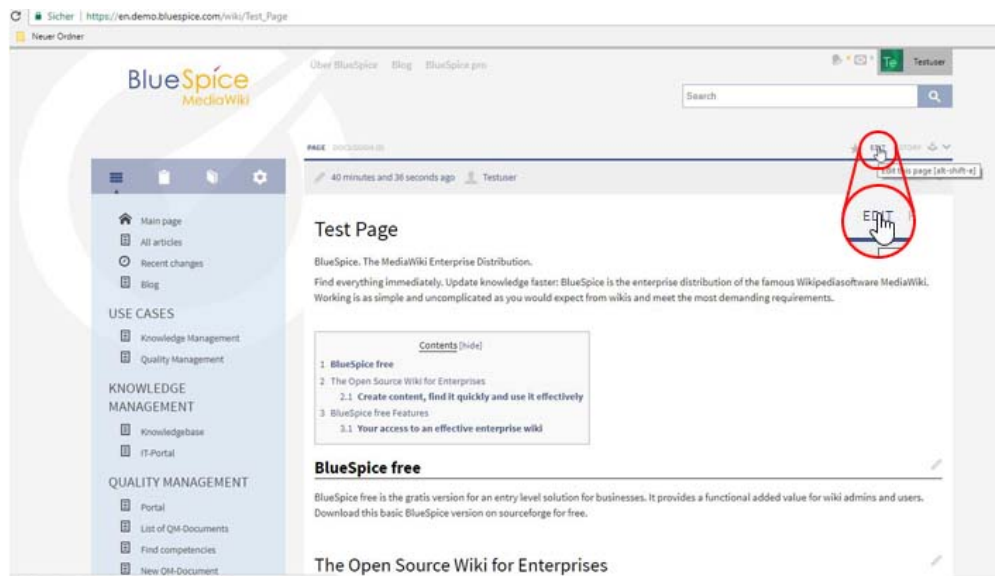 Sicher | https://en.demo.bluespice.com/wiki/Test_Page
Neuer Ordner
BlueSpice
MediaWiki
Über BlueSpice Blog BlueSpice pro
Te Testuser
Search
PAGE DISCUSSION (0)
EDIT
Edit this page [alt-shift-e]
40 minutes and 36 seconds ago Testuser
EDIT
Main page
All articles
Recent changes
Blog
USE CASES
Knowledge Management
Quality Management
KNOWLEDGE
MANAGEMENT
Knowledgebase
IT-Portal
QUALITY MANAGEMENT
Portal
List of QM-Documents
Find competencies
New QM-Document
Test Page
BlueSpice. The MediaWiki Enterprise Distribution.
Find everything immediately. Update knowledge faster: BlueSpice is the enterprise distribution of the famous Wikipediasoftware MediaWiki.
Working is as simple and uncomplicated as you would expect from wikis and meet the most demanding requirements.
Contents [hide]
1 BlueSpice free
2 The Open Source Wiki for Enterprises
2.1 Create content, find it quickly and use it effectively
3 BlueSpice free Features
3.1 Your access to an effective enterprise wiki
BlueSpice free
BlueSpice free is the gratis version for an entry level solution for businesses. It provides a functional added value for wiki admins and users.
Download this basic BlueSpice version on sourceforge for free.
The Open Source Wiki for Enterprises